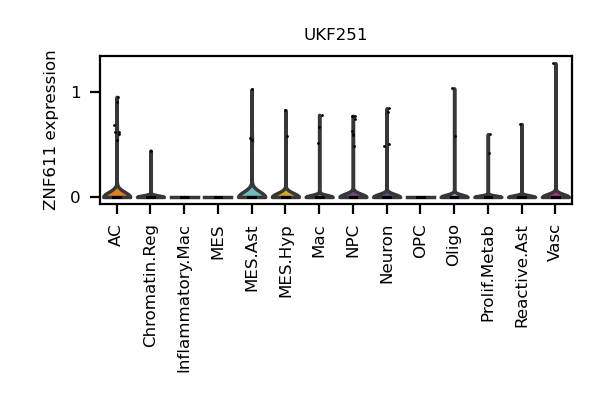 UKF251
ZNF611 expression
1
0
AC
Chromatin.Reg
Inflammatory.Mac
MES
MES.Ast
MES.Hyp
Mac
NPC
Neuron
OPC
Oligo
Prolif.Metab
Reactive.Ast
Vasc